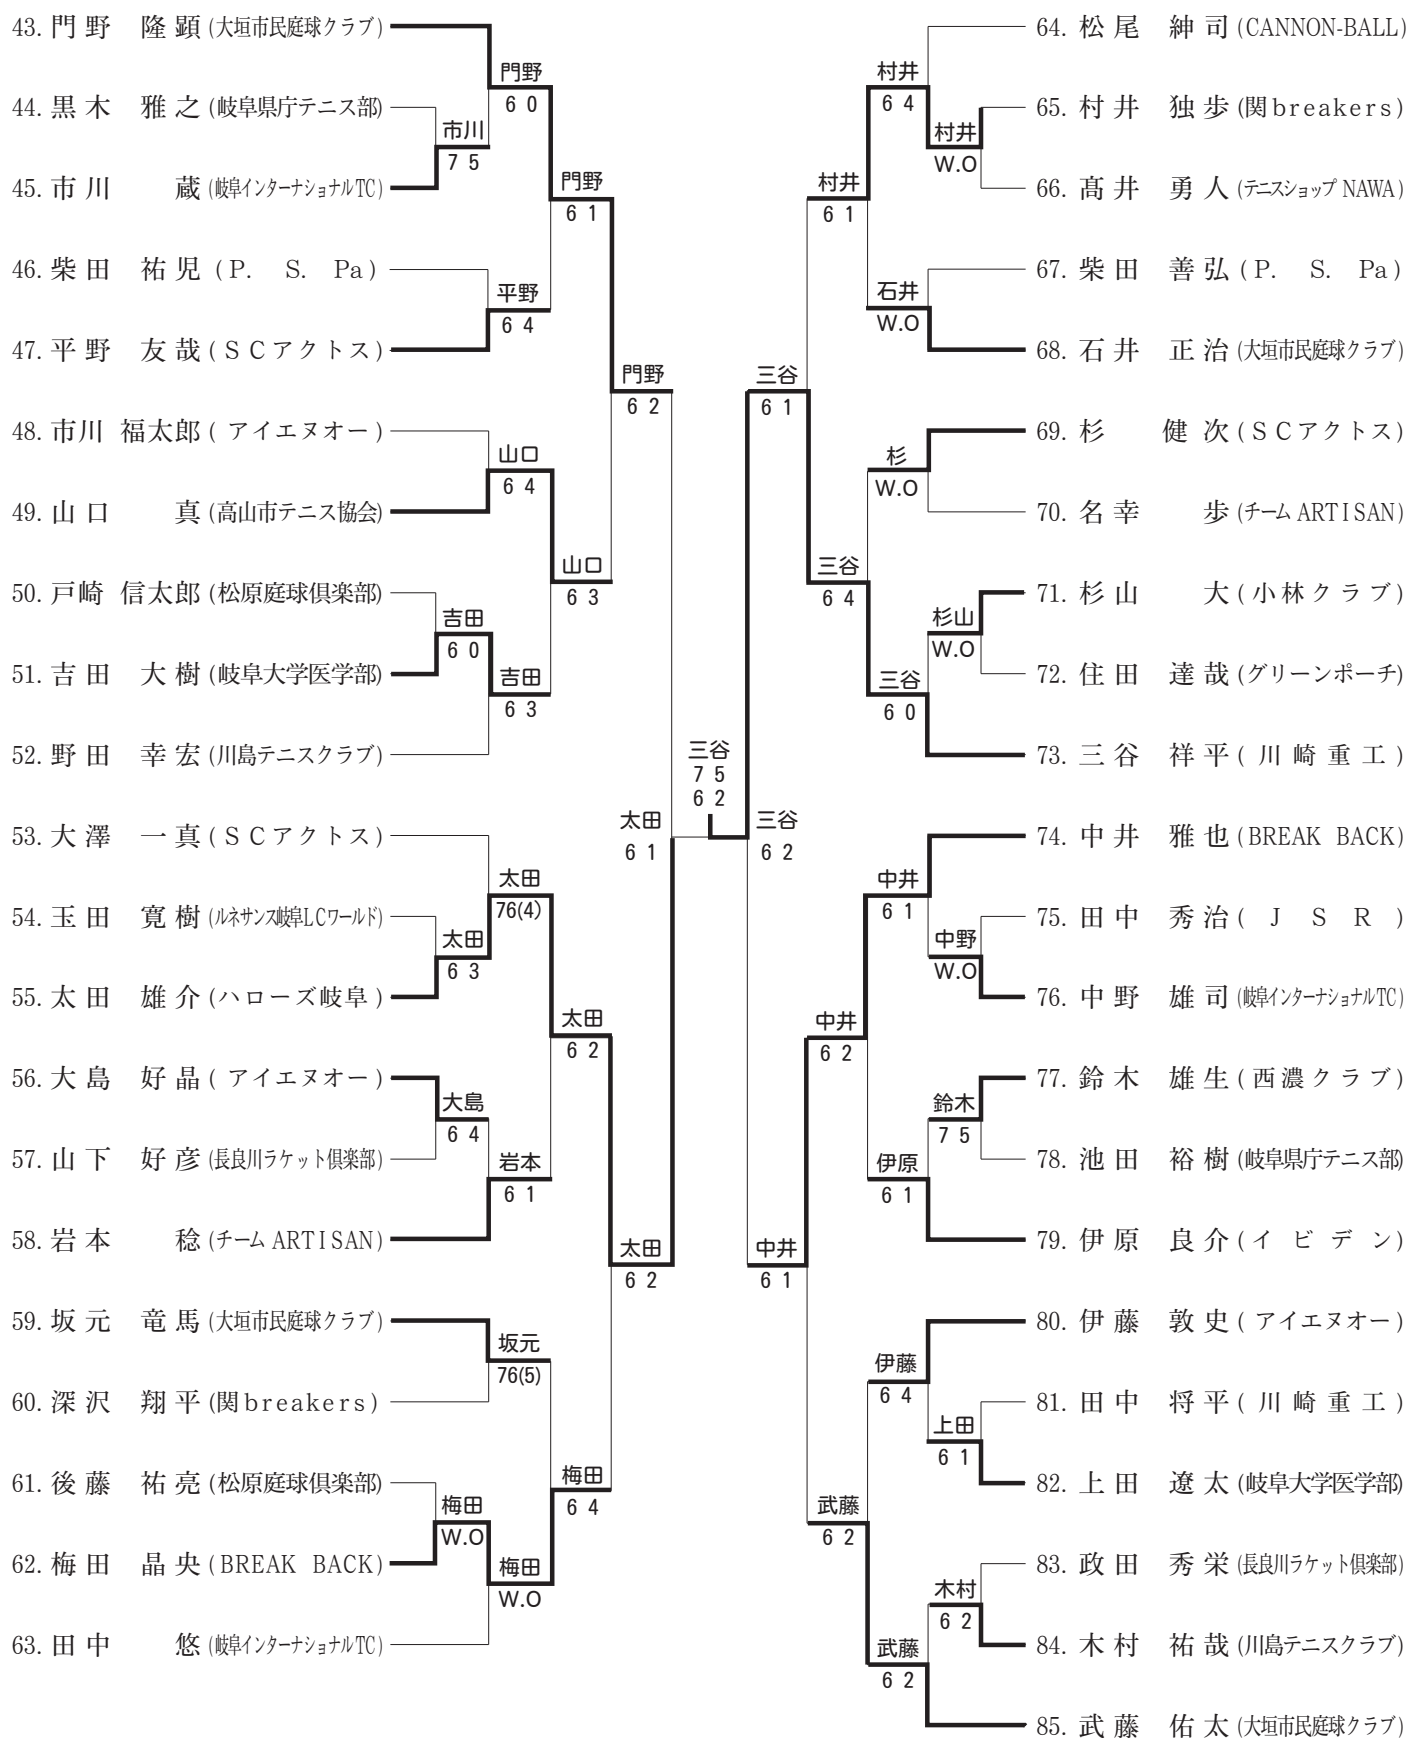 43. 門野 隆顕 (大垣市民庭球クラブ)
44. 黒木 雅之 (岐阜県庁テニス部)
45. 市川 蔵 (岐阜インターナショナルTC)
46. 柴田 祐児 (P. S. Pa)
47. 平野 友哉 (SCアクトス)
48. 市川 福太郎 (アイエヌオー)
49. 山口 真 (高山市テニス協会)
50. 戸崎 信太郎 (松原庭球倶楽部)
51. 吉田 大樹 (岐阜大学医学部)
52. 野田 幸宏 (川島テニスクラブ)
53. 大澤 一真 (SCアクトス)
54. 玉田 寛樹 (ルネサンス岐阜LCワールド)
55. 太田 雄介 (ハローズ岐阜)
56. 大島 好晶 (アイエヌオー)
57. 山下 好彦 (長良川ラケット倶楽部)
58. 岩本 稔 (チームARTISAN)
59. 坂元 竜馬 (大垣市民庭球クラブ)
60. 深沢 翔平 (関breakers)
61. 後藤 祐亮 (松原庭球倶楽部)
62. 梅田 晶央 (BREAK BACK)
63. 田中 悠 (岐阜インターナショナルTC)
市川
7 5
吉田
6 0
太田
6 3
大島
6 4
梅田
W.O
門野
6 0
平野
6 4
山口
6 4
吉田
6 3
太田
76(4)
岩本
6 1
坂元
76(5)
梅田
W.O
門野
6 1
山口
6 3
太田
6 2
梅田
6 4
門野
6 2
太田
6 2
太田
6 1
三谷
7 5
6 2
三谷
6 2
三谷
6 1
中井
6 1
村井
6 1
三谷
6 4
中井
6 2
武藤
6 2
村井
6 4
石井
W.O
杉
W.O
三谷
6 0
中井
6 1
伊原
6 1
伊藤
6 4
武藤
6 2
村井
W.O
杉山
W.O
中野
W.O
鈴木
7 5
上田
6 1
木村
6 2
64. 松尾 紳司 (CANNON-BALL)
65. 村井 独歩 (関breakers)
66. 髙井 勇人 (テニスショップNAWA)
67. 柴田 善弘 (P. S. Pa)
68. 石井 正治 (大垣市民庭球クラブ)
69. 杉 健次 (SCアクトス)
70. 名幸 歩 (チームARTISAN)
71. 杉山 大 (小林クラブ)
72. 住田 達哉 (グリーンポーチ)
73. 三谷 祥平 (川崎重工)
74. 中井 雅也 (BREAK BACK)
75. 田中 秀治 (JSR)
76. 中野 雄司 (岐阜インターナショナルTC)
77. 鈴木 雄生 (西濃クラブ)
78. 池田 裕樹 (岐阜県庁テニス部)
79. 伊原 良介 (イビデン)
80. 伊藤 敦史 (アイエヌオー)
81. 田中 将平 (川崎重工)
82. 上田 遼太 (岐阜大学医学部)
83. 政田 秀栄 (長良川ラケット倶楽部)
84. 木村 祐哉 (川島テニスクラブ)
85. 武藤 佑太 (大垣市民庭球クラブ)